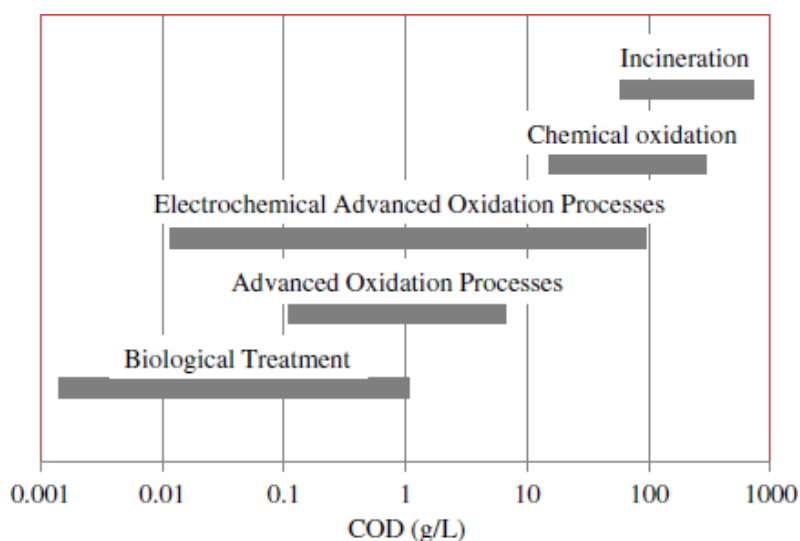 Incineration
Chemical oxidation
Electrochemical Advanced Oxidation Processes
Advanced Oxidation Processes
Biological Treatment
0.001 0.01 0.1 1 10 100 1000
COD (g/L)